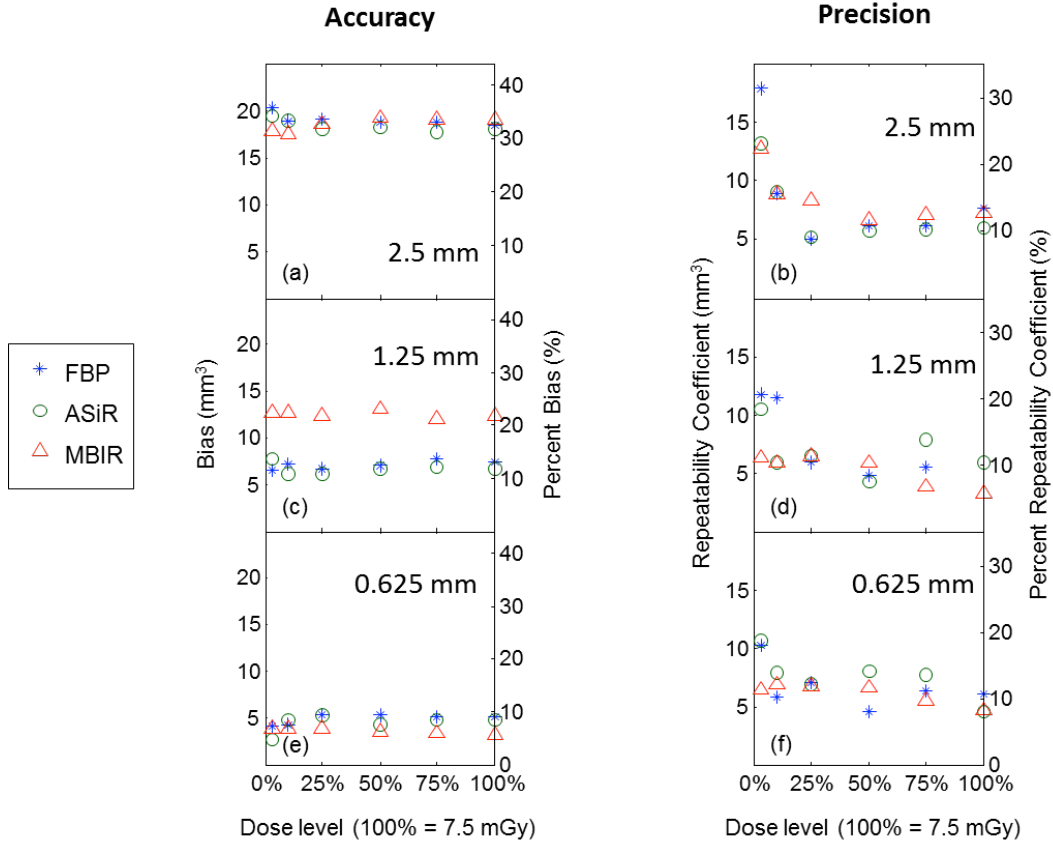 Accuracy
Precision
FBP
ASiR
MBIR
Bias (mm³)
Percent Bias (%)
20
15
10
5
40
30
20
10
0
2.5 mm
(a)
20
15
10
5
40
30
20
10
0
1.25 mm
(c)
20
15
10
5
40
30
20
10
0
0.625 mm
(e)
0% 25% 50% 75% 100%
Dose level (100% = 7.5 mGy)
Repeatability Coefficient (mm³)
Percent Repeatability Coefficient (%)
15
10
5
30
20
10
0
2.5 mm
(b)
15
10
5
30
20
10
0
1.25 mm
(d)
15
10
5
30
20
10
0
0.625 mm
(f)
0% 25% 50% 75% 100%
Dose level (100% = 7.5 mGy)